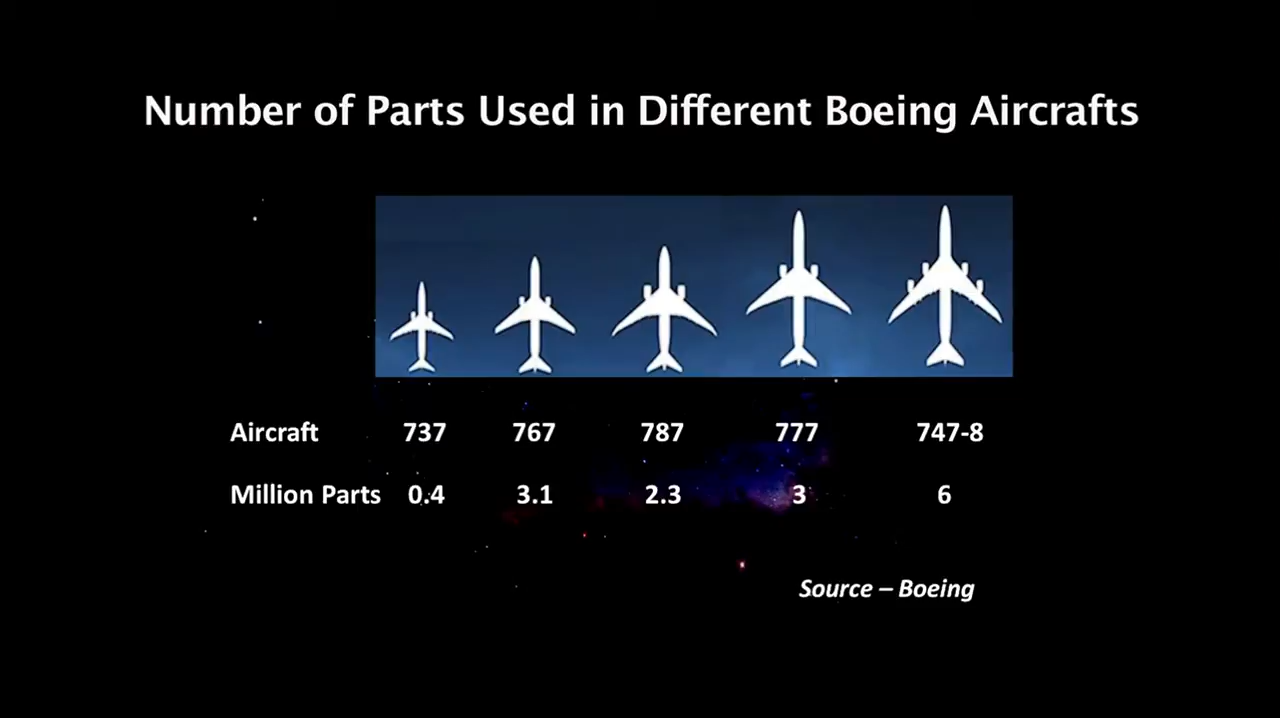 Number of Parts Used in Different Boeing Aircrafts
Aircraft 737 767 787 777 747-8
Million Parts 0.4 3.1 2.3 3 6
Source – Boeing